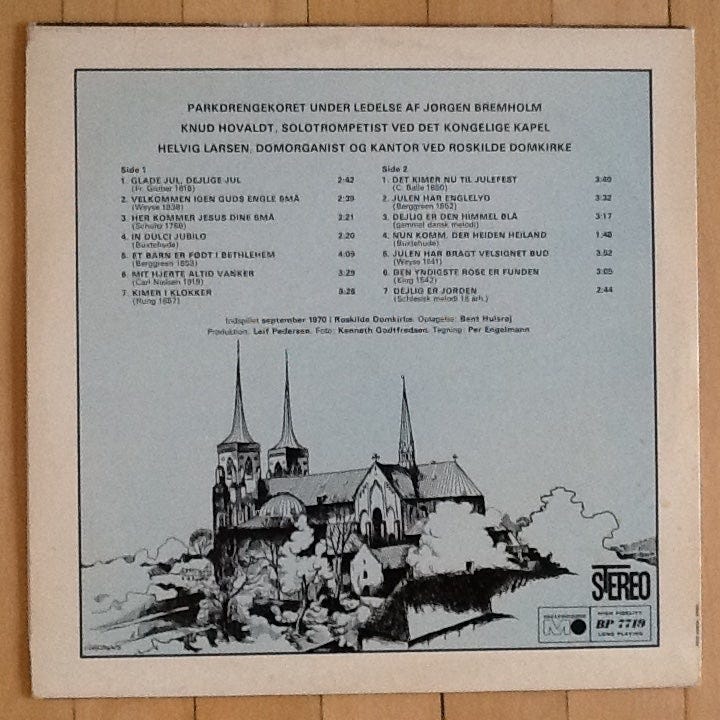 PARKDRENGEKORET UNDER LEDELSE AF JØRGEN BREMHOLM
KNUD HOVALDT, SOLOTROMPETIST VED DET KONGELIGE KAPEL
HELVIG LARSEN, DOMORGANIST OG KANTOR VED ROSKILDE DOMKIRKE
Side 1
1. GLADE JUL, DEJLIGE JUL 2:42
(Fr. Gruber 1818)
2. VELKOMMEN IGEN GUDS ENGLE SMÅ 2:39
(Weyse 1838)
3. HER KOMMER JESUS DINE SMÅ 3:21
(Schultz 1780)
4. IN DULCI JUBILO 2:20
(Buxtehude)
5. ET BARN ER FØDT I BETHLEHEM 4:09
(Berggreen 1853)
6. MIT HJERTE ALTID VANKER 3:29
(Carl Nielsen 1919)
7. KIMER I KLOKKER 3:26
(Rung 1857)
Side 2
1. DET KIMER NU TIL JULEFEST 3:40
(C. Balle 1850)
2. JULEN HAR ENGLELYD 3:32
(Berggreen 1852)
3. DEJLIG ER DEN HIMMEL BLÅ 3:17
(gammel dansk melodi)
4. NUN KOMM, DER HEIDEN HEILAND 1:48
(Buxtehude)
5. JULEN HAR BRAGT VELSIGNET BUD 3:52
(Weyse 1841)
6. DEN YNDIGSTE ROSE ER FUNDEN 3:05
(Klug 1542)
7 DEJLIG ER JORDEN 2:44
(Schlesisk melodi 18 årh.)
Indspillet september 1970 i Roskilde Domkirke. Optagelse: Bent Hulsrøj
Produktion: Leif Pedersen. Foto: Kenneth Godtfredsen. Tegning: Per Engelmann
STEREO
HIGH FIDELITY
BP 7719
LONG PLAYING